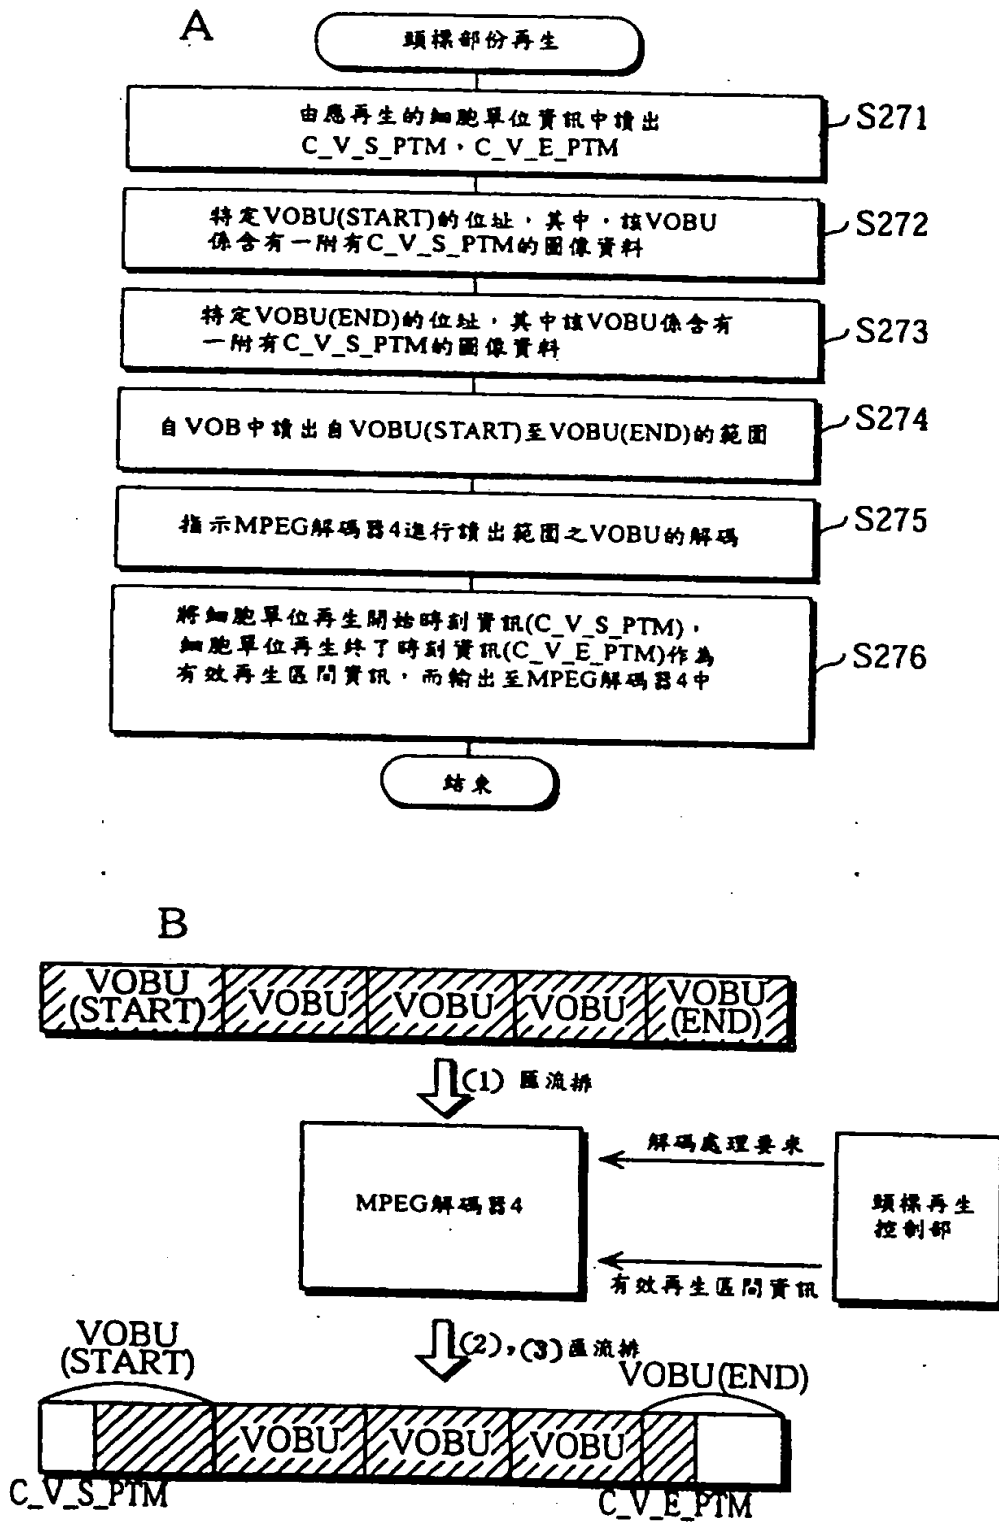 A
頭標部份再生
由應再生的細胞單位資訊中讀出
C_V_S_PTM,C_V_E_PTM
S271
特定VOBU(START)的位址,其中,該VOBU
係含有一附有C_V_S_PTM的圖像資料
S272
特定VOBU(END)的位址,其中該VOBU係含有
一附有C_V_S_PTM的圖像資料
S273
自VOB中讀出自VOBU(START)至VOBU(END)的範圍
S274
指示MPEG解碼器4進行讀出範圍之VOBU的解碼
S275
將細胞單位再生開始時刻資訊(C_V_S_PTM),
細胞單位再生終了時刻資訊(C_V_E_PTM)作為
有效再生區間資訊,而輸出至MPEG解碼器4中
S276
結束
B
VOBU
(START)
VOBU
VOBU
VOBU
VOBU
(END)
(1) 匯流排
MPEG解碼器4
解碼處理要求
有效再生區間資訊
頭標再生
控制部
(2),(3)匯流排
VOBU
(START)
VOBU(END)
VOBU
VOBU
VOBU
C_V_S_PTM
C_V_E_PTM